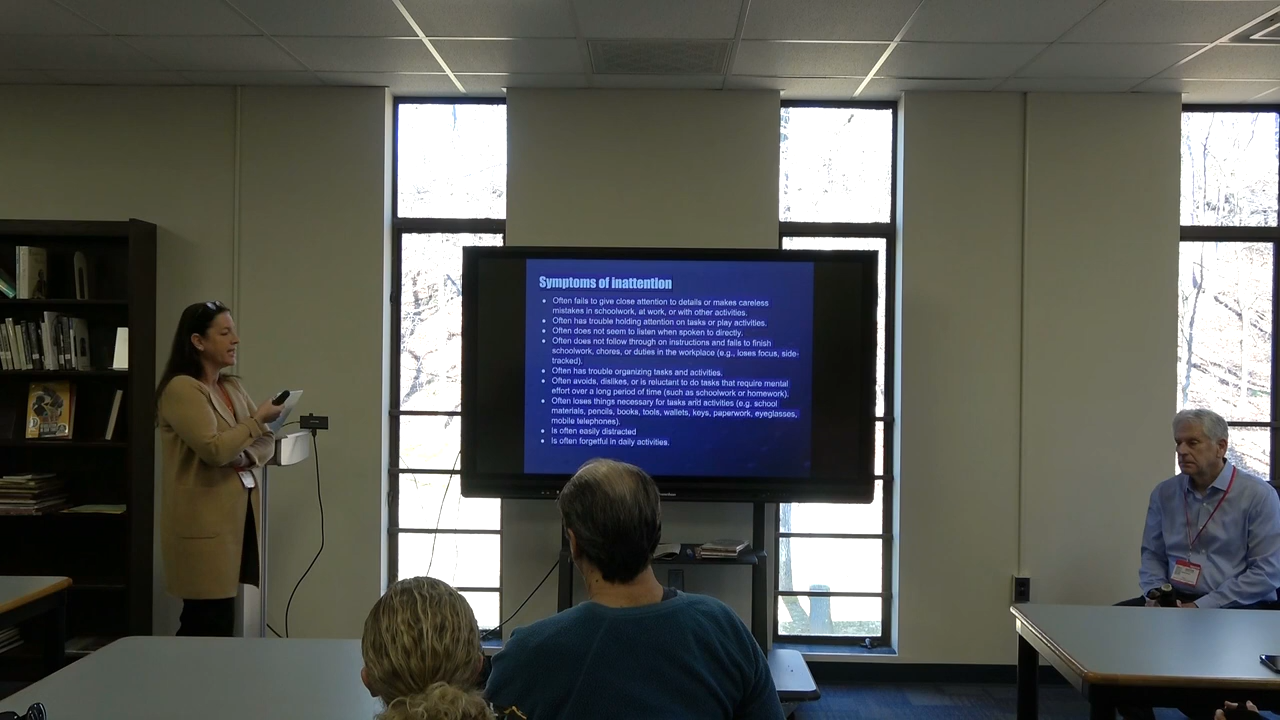 Symptoms of inattention
• Often fails to give close attention to details or makes careless
mistakes in schoolwork, at work, or with other activities.
• Often has trouble holding attention on tasks or play activities.
• Often does not seem to listen when spoken to directly.
• Often does not follow through on instructions and fails to finish
schoolwork, chores, or duties in the workplace (e.g., loses focus, side-
tracked).
• Often has trouble organizing tasks and activities.
• Often avoids, dislikes, or is reluctant to do tasks that require mental
effort over a long period of time (such as schoolwork or homework).
• Often loses things necessary for tasks and activities (e.g. school
materials, pencils, books, tools, wallets, keys, paperwork, eyeglasses,
mobile telephones).
• Is often easily distracted
• Is often forgetful in daily activities.